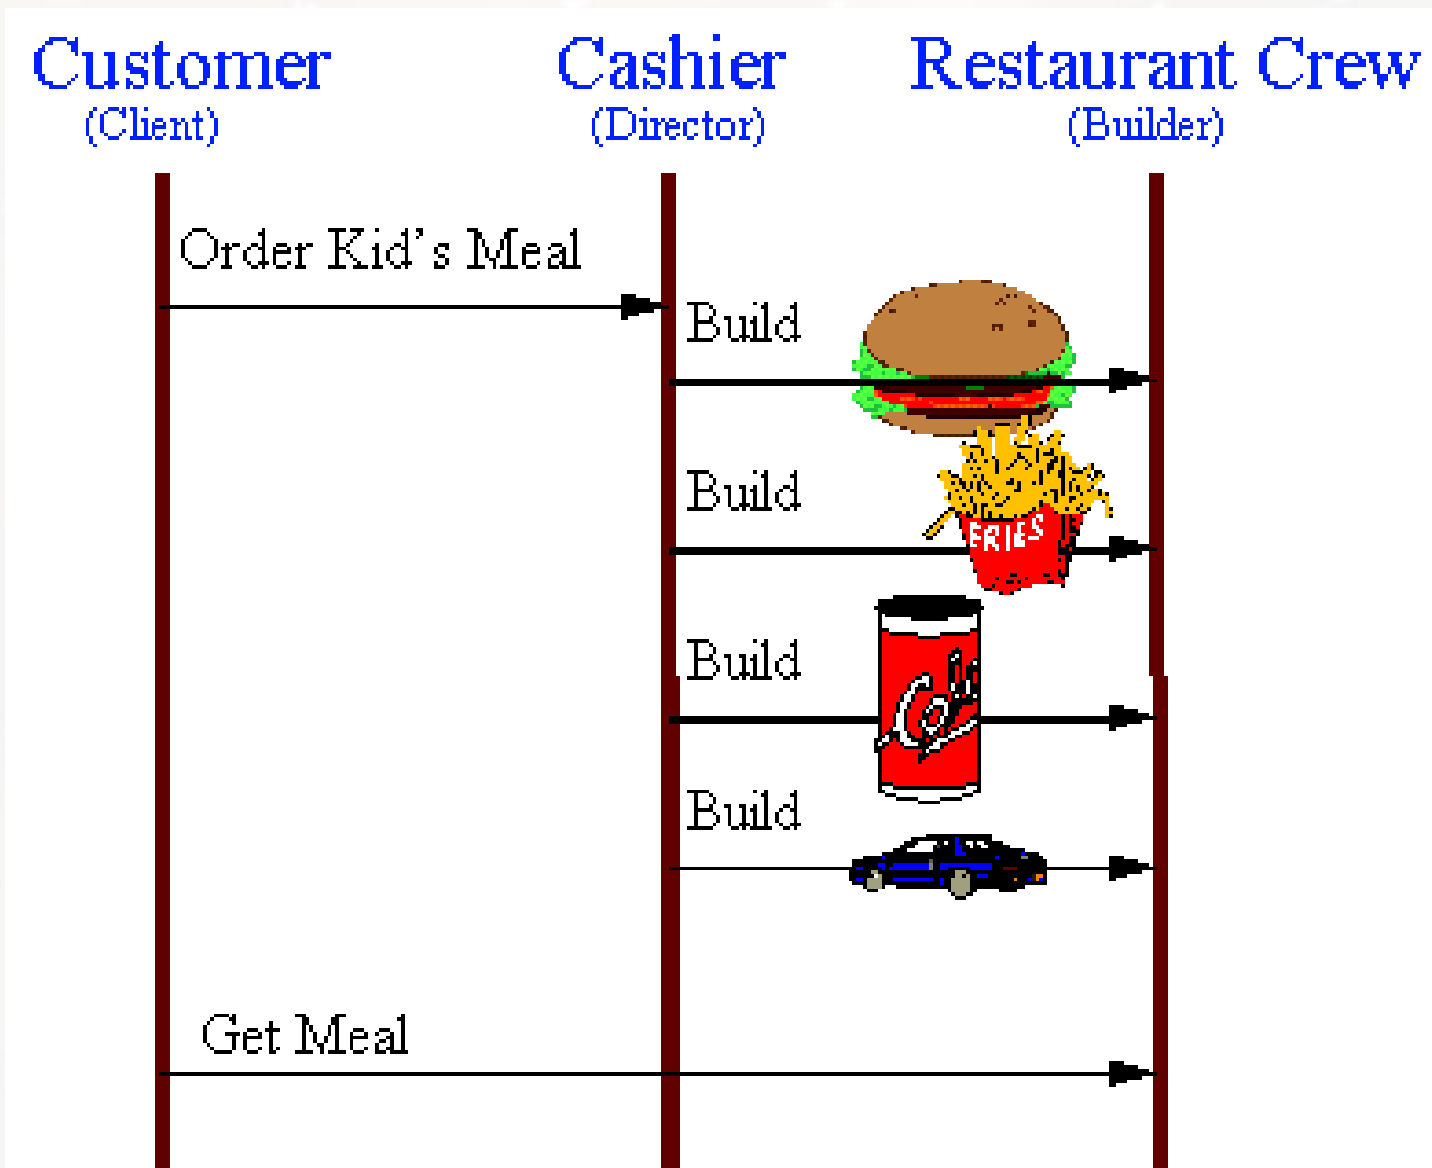 Customer
(Client)
Cashier
(Director)
Restaurant Crew
(Builder)
Order Kid's Meal
Build
Build
FRIES
Build
Build
Get Meal